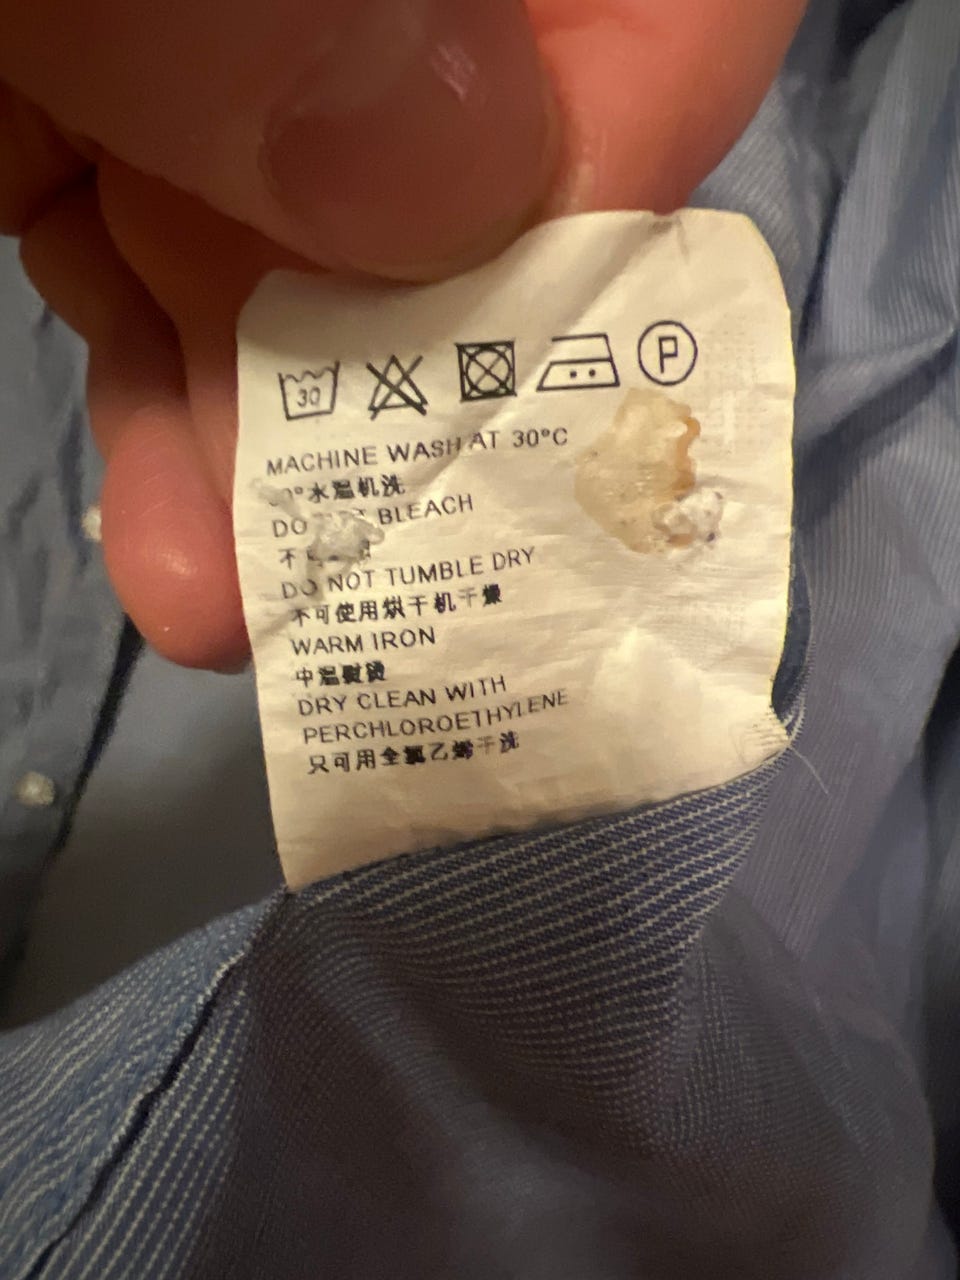 30 P
MACHINE WASH AT 30°C
0°水温机洗
DO BLEACH
不
DO NOT TUMBLE DRY
不可使用烘干机干燥
WARM IRON
中温熨烫
DRY CLEAN WITH
PERCHLOROETHYLENE
只可用全氯乙烯干洗